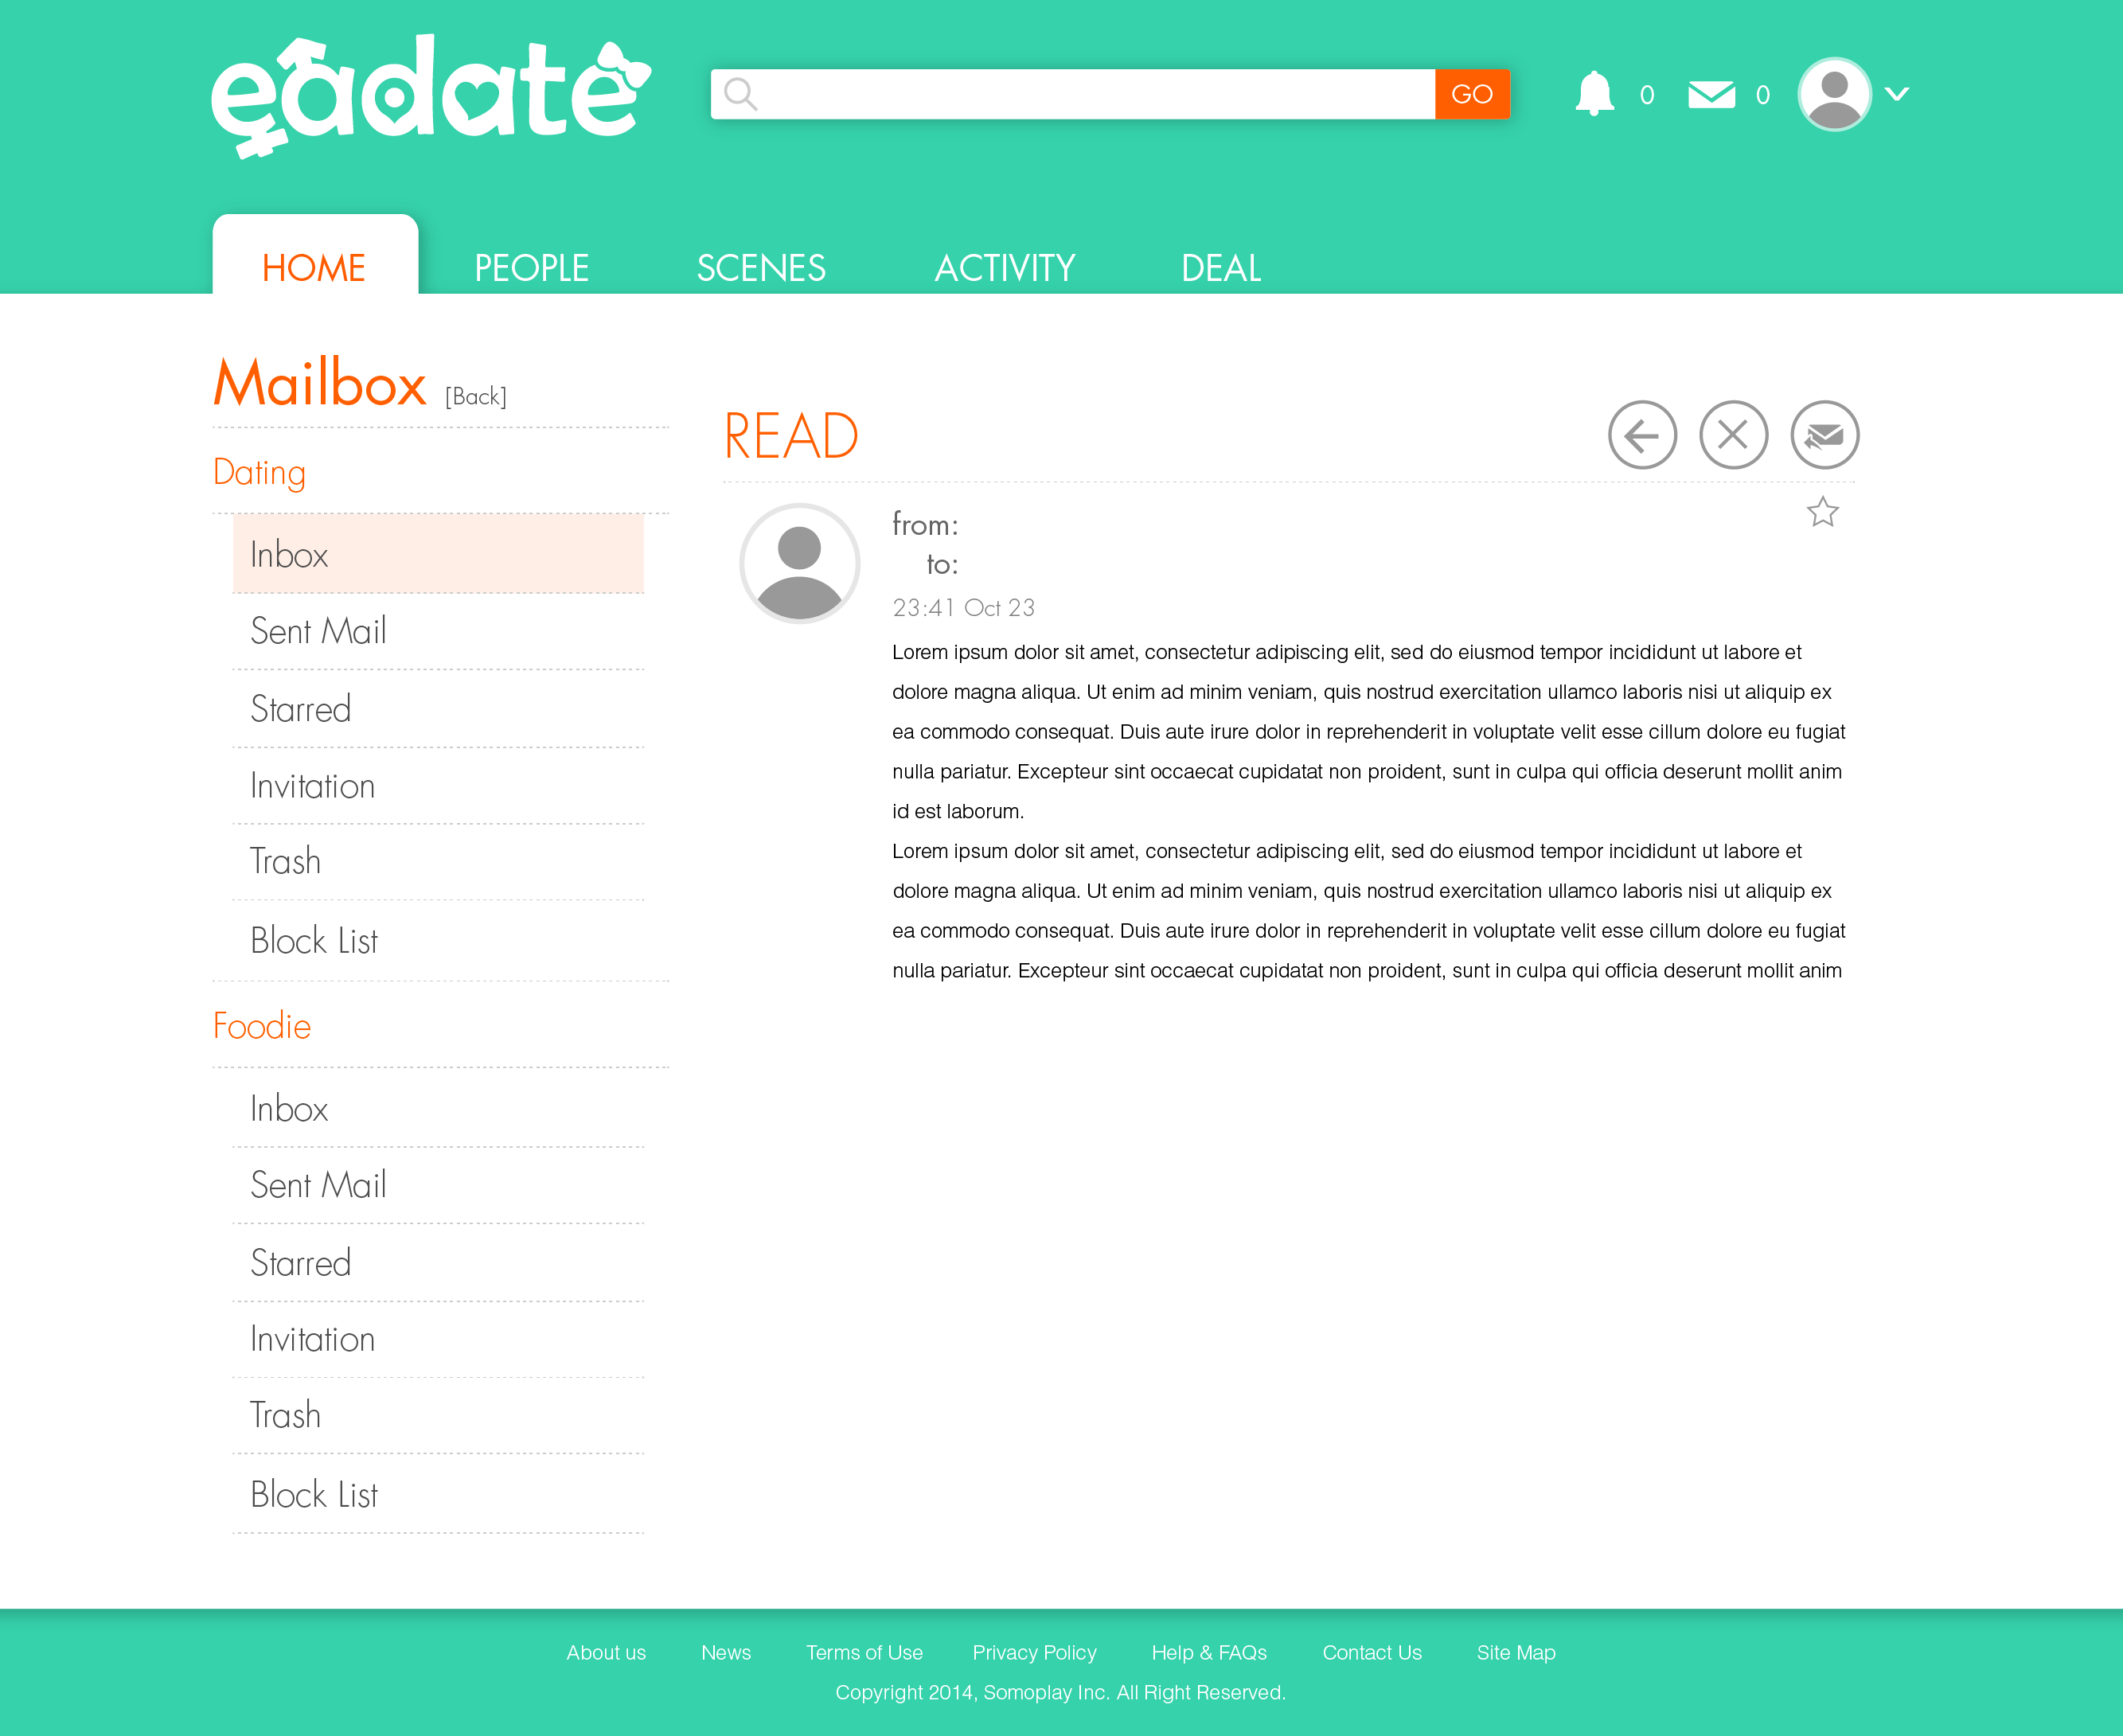 eadate
GO
0
0
HOME
PEOPLE
SCENES
ACTIVITY
DEAL
Mailbox [Back]
Dating
Inbox
Sent Mail
Starred
Invitation
Trash
Block List
Foodie
Inbox
Sent Mail
Starred
Invitation
Trash
Block List
READ
from:
to:
23:41 Oct 23
Lorem ipsum dolor sit amet, consectetur adipiscing elit, sed do eiusmod tempor incididunt ut labore et
dolore magna aliqua. Ut enim ad minim veniam, quis nostrud exercitation ullamco laboris nisi ut aliquip ex
ea commodo consequat. Duis aute irure dolor in reprehenderit in voluptate velit esse cillum dolore eu fugiat
nulla pariatur. Excepteur sint occaecat cupidatat non proident, sunt in culpa qui officia deserunt mollit anim
id est laborum.
Lorem ipsum dolor sit amet, consectetur adipiscing elit, sed do eiusmod tempor incididunt ut labore et
dolore magna aliqua. Ut enim ad minim veniam, quis nostrud exercitation ullamco laboris nisi ut aliquip ex
ea commodo consequat. Duis aute irure dolor in reprehenderit in voluptate velit esse cillum dolore eu fugiat
nulla pariatur. Excepteur sint occaecat cupidatat non proident, sunt in culpa qui officia deserunt mollit anim
About us
News
Terms of Use
Privacy Policy
Help & FAQs
Contact Us
Site Map
Copyright 2014, Somoplay Inc. All Right Reserved.